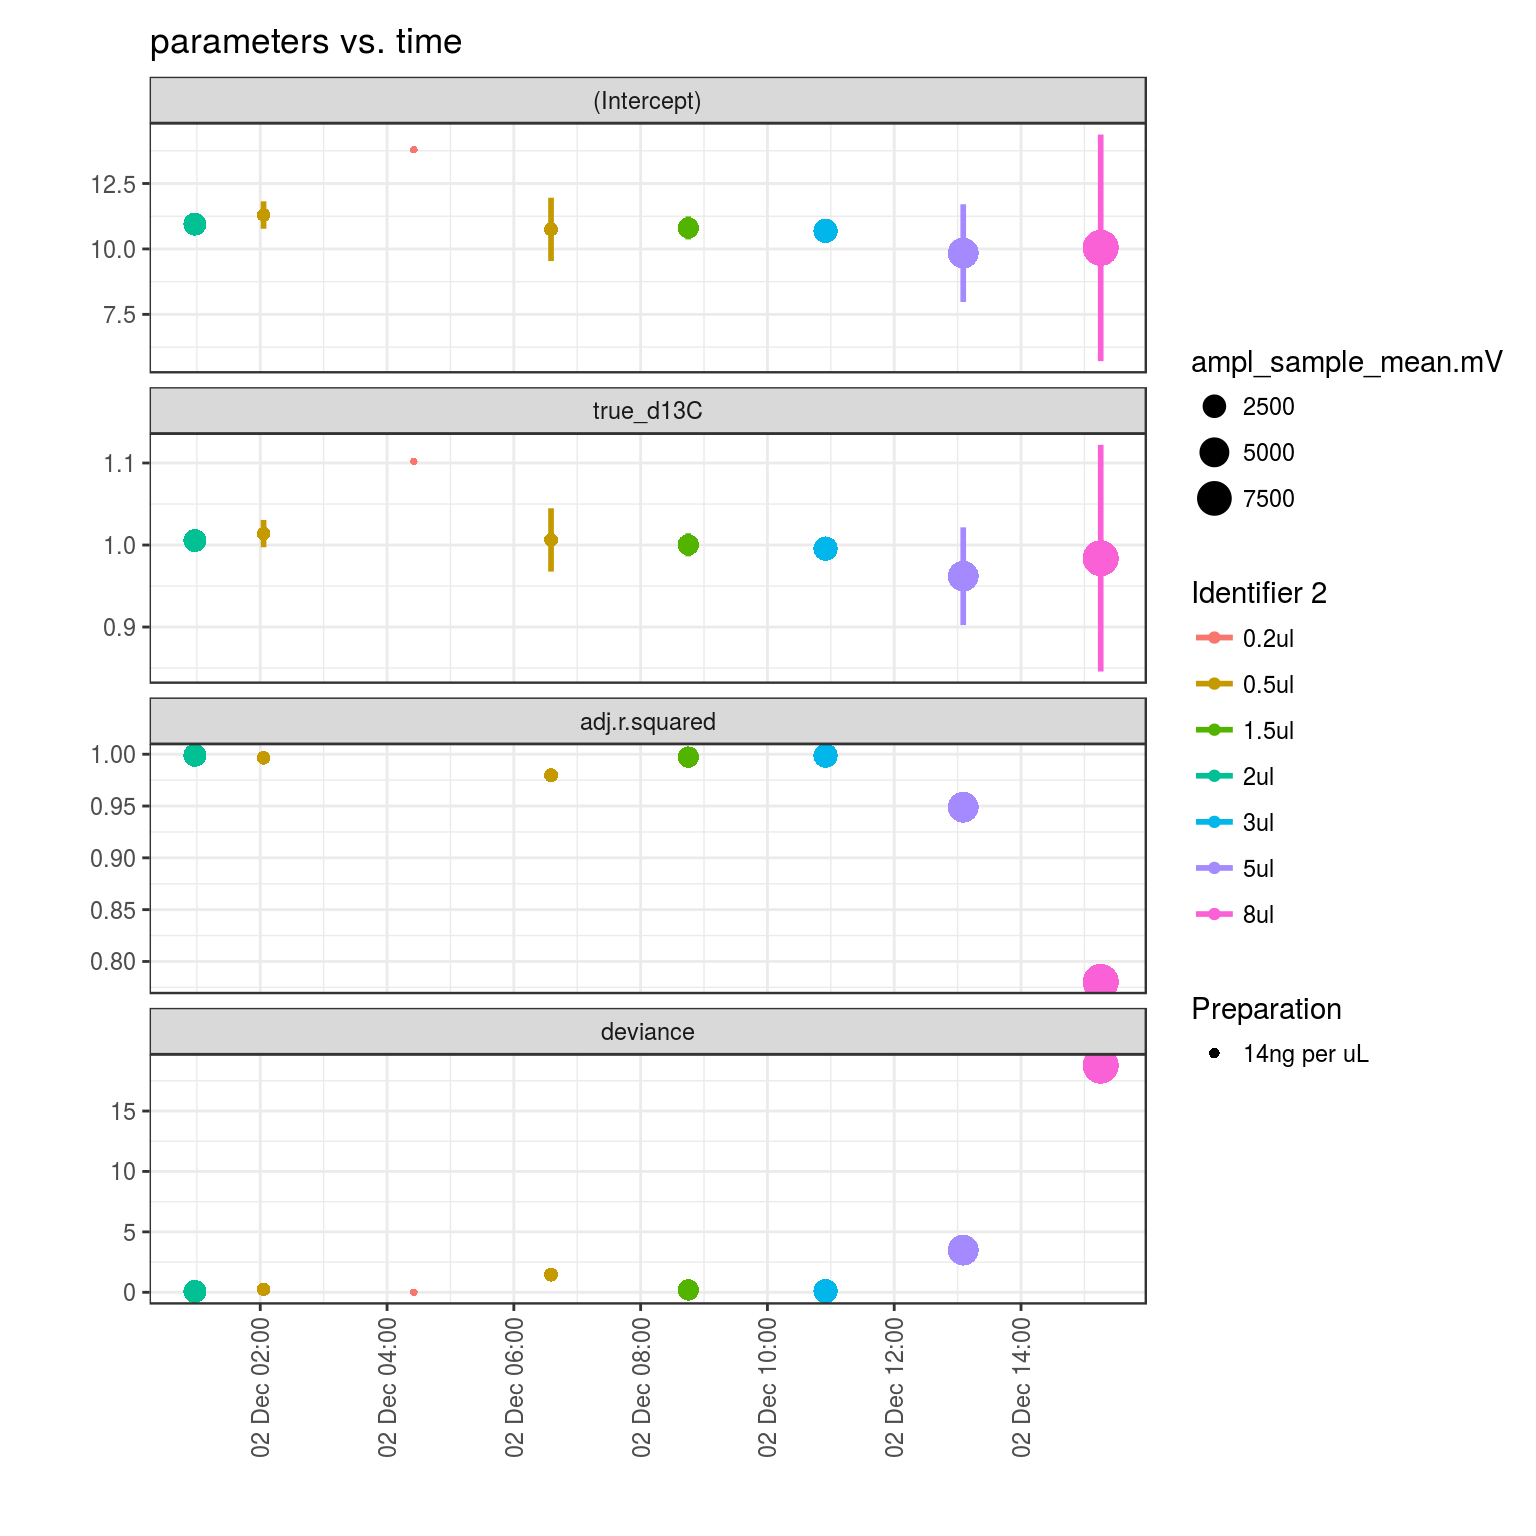 parameters vs. time
(Intercept)
12.5
10.0
7.5
true_d13C
1.1
1.0
0.9
adj.r.squared
1.00
0.95
0.90
0.85
0.80
deviance
15
10
5
0
02 Dec 02:00
02 Dec 04:00
02 Dec 06:00
02 Dec 08:00
02 Dec 10:00
02 Dec 12:00
02 Dec 14:00
ampl_sample_mean.mV
2500
5000
7500
Identifier 2
0.2ul
0.5ul
1.5ul
2ul
3ul
5ul
8ul
Preparation
14ng per uL